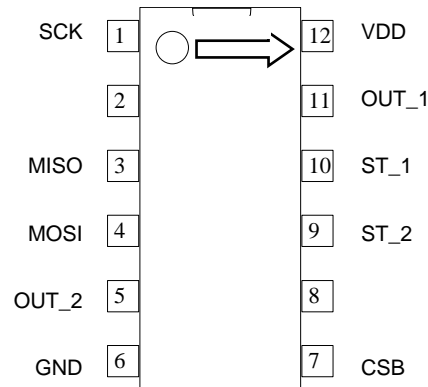 SCK 1 12 VDD
2 11 OUT_1
MISO 3 10 ST_1
MOSI 4 9 ST_2
OUT_2 5 8
GND 6 7 CSB